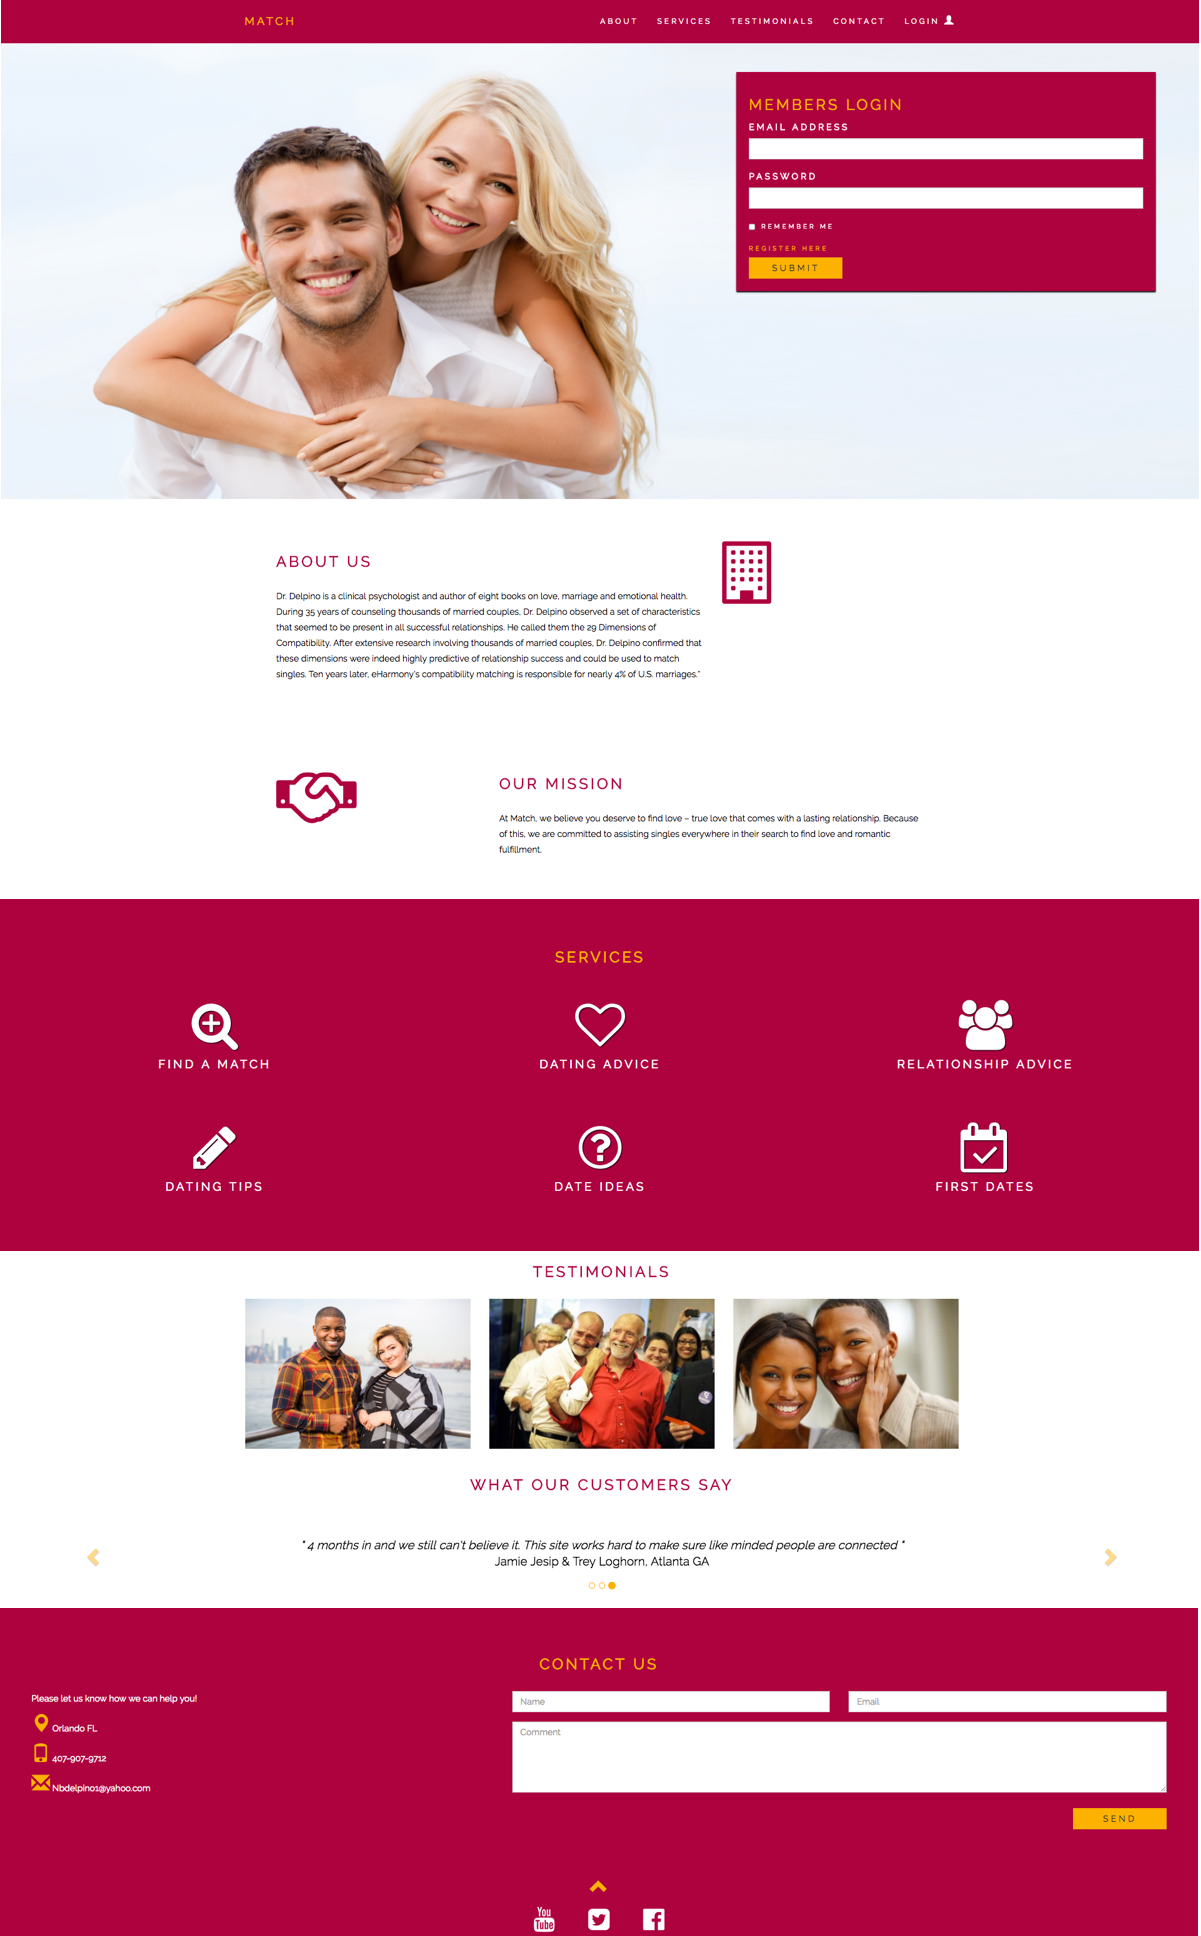 MATCH
ABOUT SERVICES TESTIMONIALS CONTACT LOGIN
MEMBERS LOGIN
EMAIL ADDRESS
PASSWORD
REMEMBER ME
REGISTER HERE
SUBMIT
ABOUT US
Dr. Delpino is a clinical psychologist and author of eight books on love, marriage and emotional health.
During 35 years of counseling thousands of married couples, Dr. Delpino observed a set of characteristics
that seemed to be present in all successful relationships. He called them the 29 Dimensions of
Compatibility. After extensive research involving thousands of married couples, Dr. Delpino confirmed that
these dimensions were indeed highly predictive of relationship success and could be used to match
singles. Ten years later, eHarmony's compatibility matching is responsible for nearly 4% of U.S. marriages.*
OUR MISSION
At Match, we believe you deserve to find love – true love that comes with a lasting relationship. Because
of this, we are committed to assisting singles everywhere in their search to find love and romantic
fulfillment.
SERVICES
FIND A MATCH
DATING ADVICE
RELATIONSHIP ADVICE
DATING TIPS
DATE IDEAS
FIRST DATES
TESTIMONIALS
WHAT OUR CUSTOMERS SAY
" 4 months in and we still can't believe it. This site works hard to make sure like minded people are connected "
Jamie Jesip & Trey Loghorn, Atlanta GA
CONTACT US
Please let us know how we can help you!
Orlando FL
407-907-9712
Nbdelpino1@yahoo.com
Name
Email
Comment
SEND
You
Tube